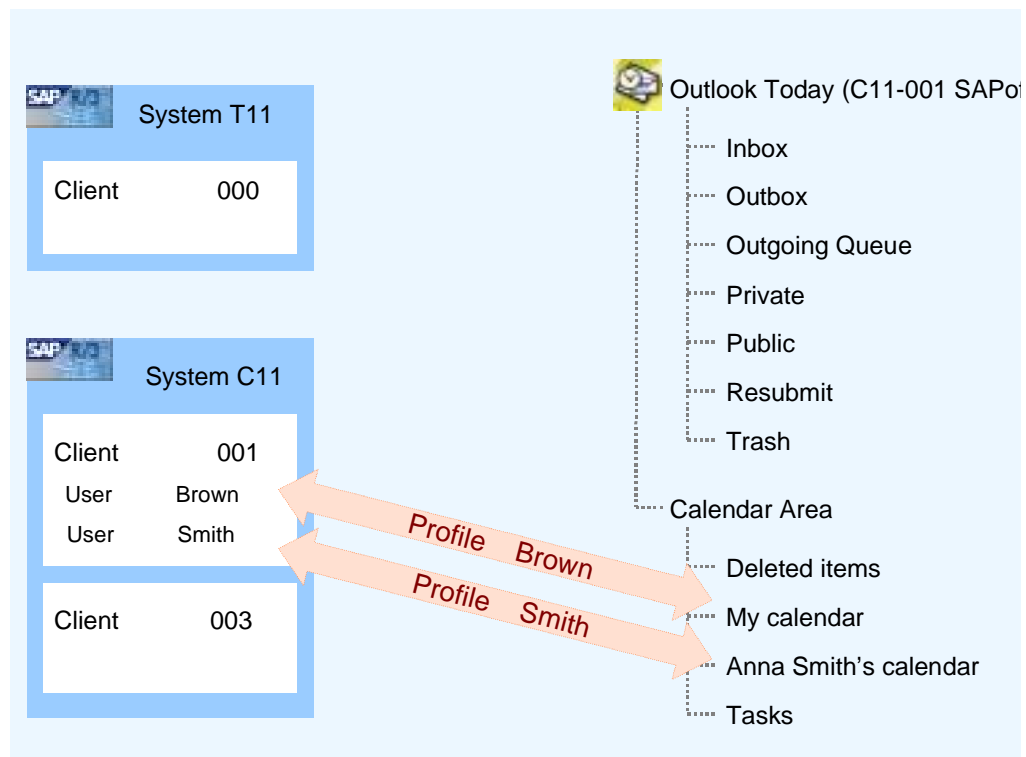 SAP R/3
System T11
Client 000
SAP R/3
System C11
Client 001
User Brown
User Smith
Client 003
Profile Brown
Profile Smith
Outlook Today (C11-001 SAPof
Inbox
Outbox
Outgoing Queue
Private
Public
Resubmit
Trash
Calendar Area
Deleted items
My calendar
Anna Smith’s calendar
Tasks